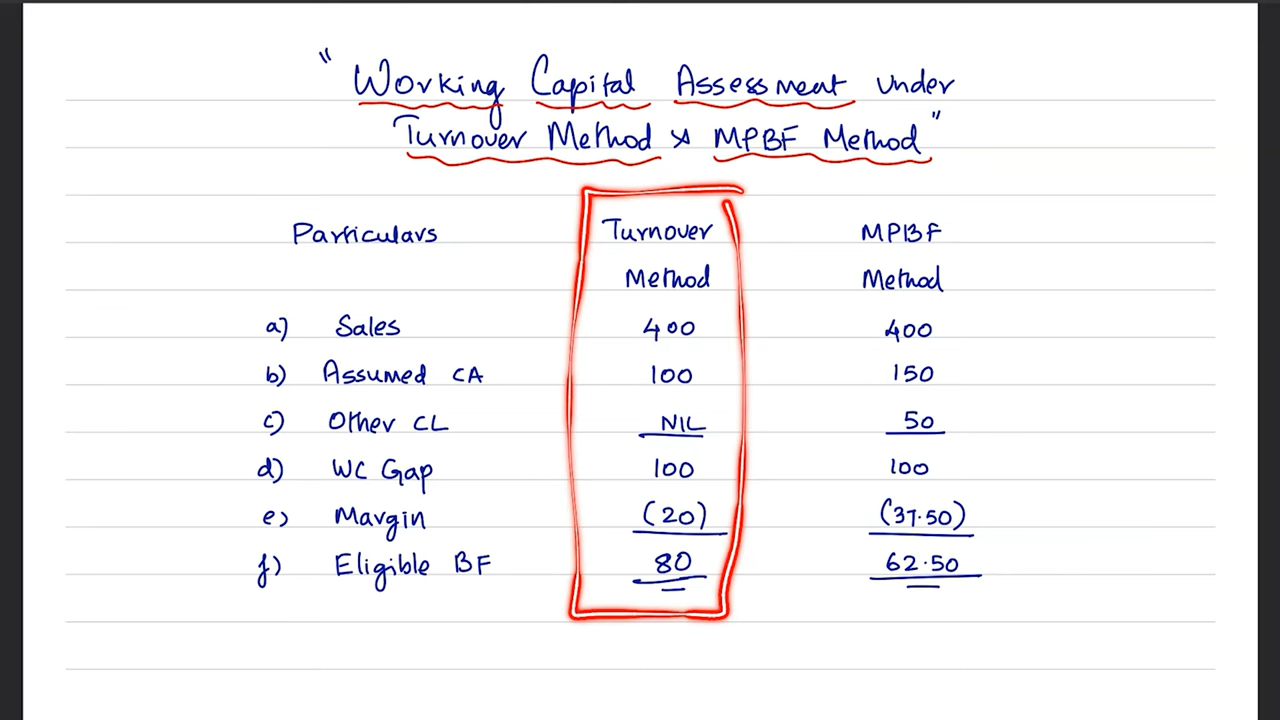 " Working Capital Assessment under
Turnover Method & MPBF Method"
Particulars Turnover Method MPBF Method
a) Sales 400 400
b) Assumed CA 100 150
c) Other CL NIL 50
d) WC Gap 100 100
e) Margin (20) (37.50)
f) Eligible BF 80 62.50